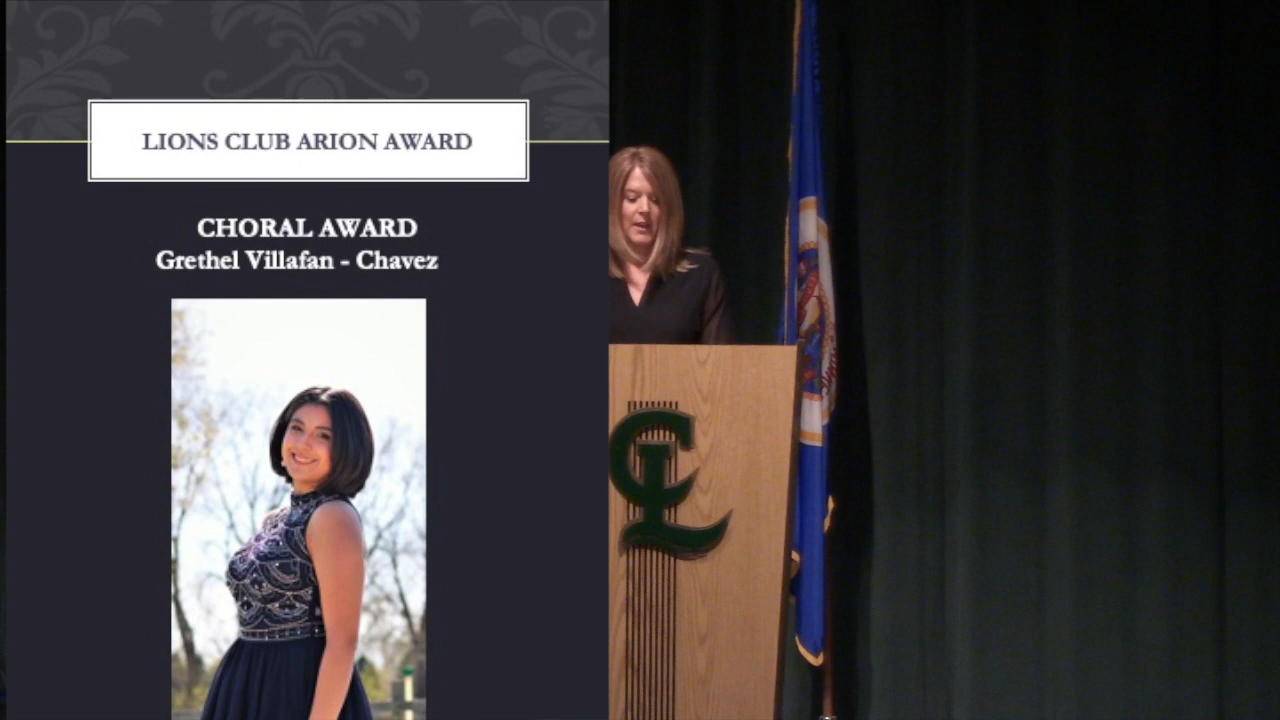 LIONS CLUB ARION AWARD
CHORAL AWARD
Grethel Villafan - Chavez
CL